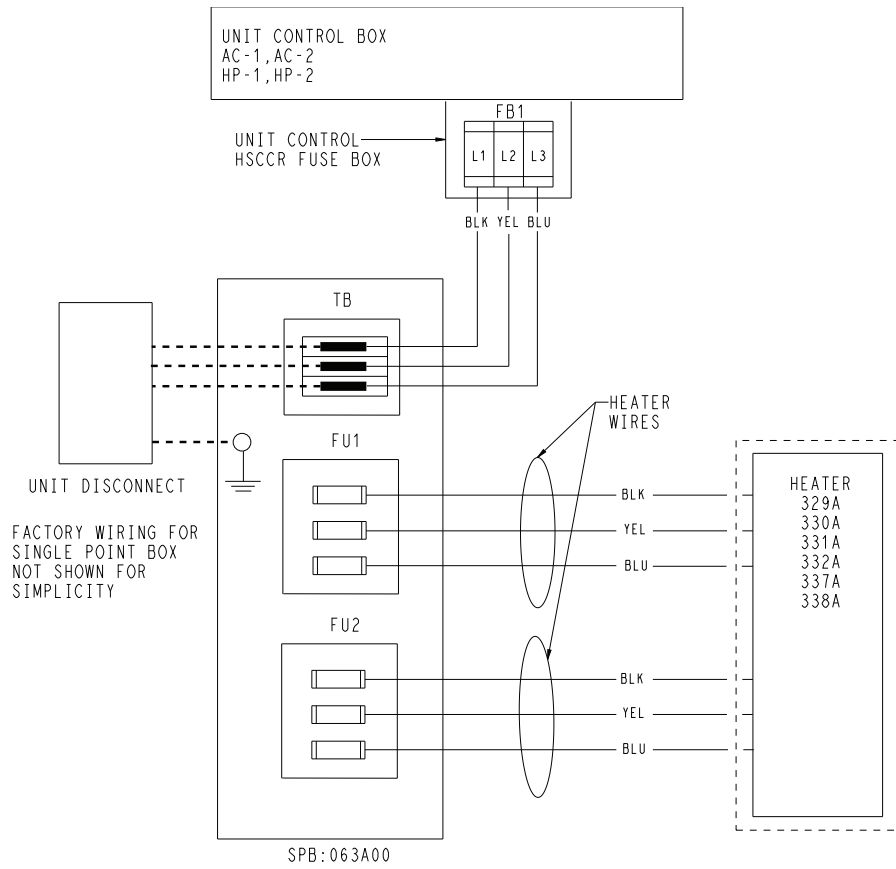 UNIT CONTROL BOX
AC-1,AC-2
HP-1,HP-2
FB1
UNIT CONTROL
HSCCR FUSE BOX
L1 L2 L3
BLK YEL BLU
TB
HEATER
WIRES
FU1
UNIT DISCONNECT
FACTORY WIRING FOR
SINGLE POINT BOX
NOT SHOWN FOR
SIMPLICITY
BLK
YEL
BLU
HEATER
329A
330A
331A
332A
337A
338A
FU2
BLK
YEL
BLU
SPB:063A00